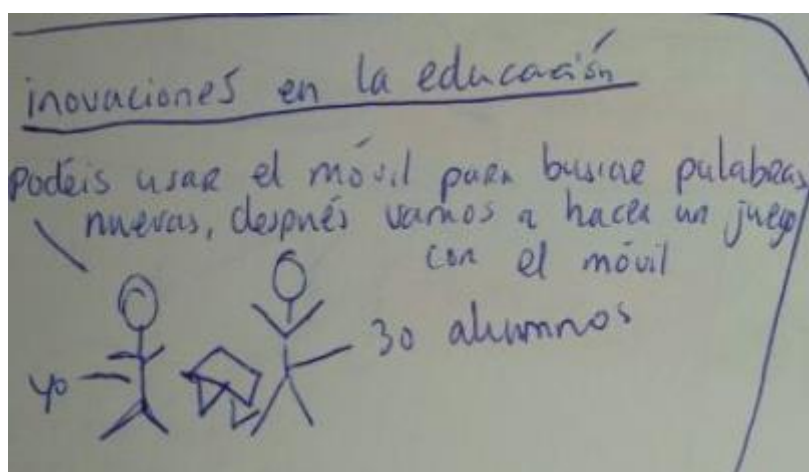 inovaciones en la educación
podéis usar el móvil para buscar palabras
nuevas, después vamos a hacer un juego
con el móvil
30 alumnos
yo